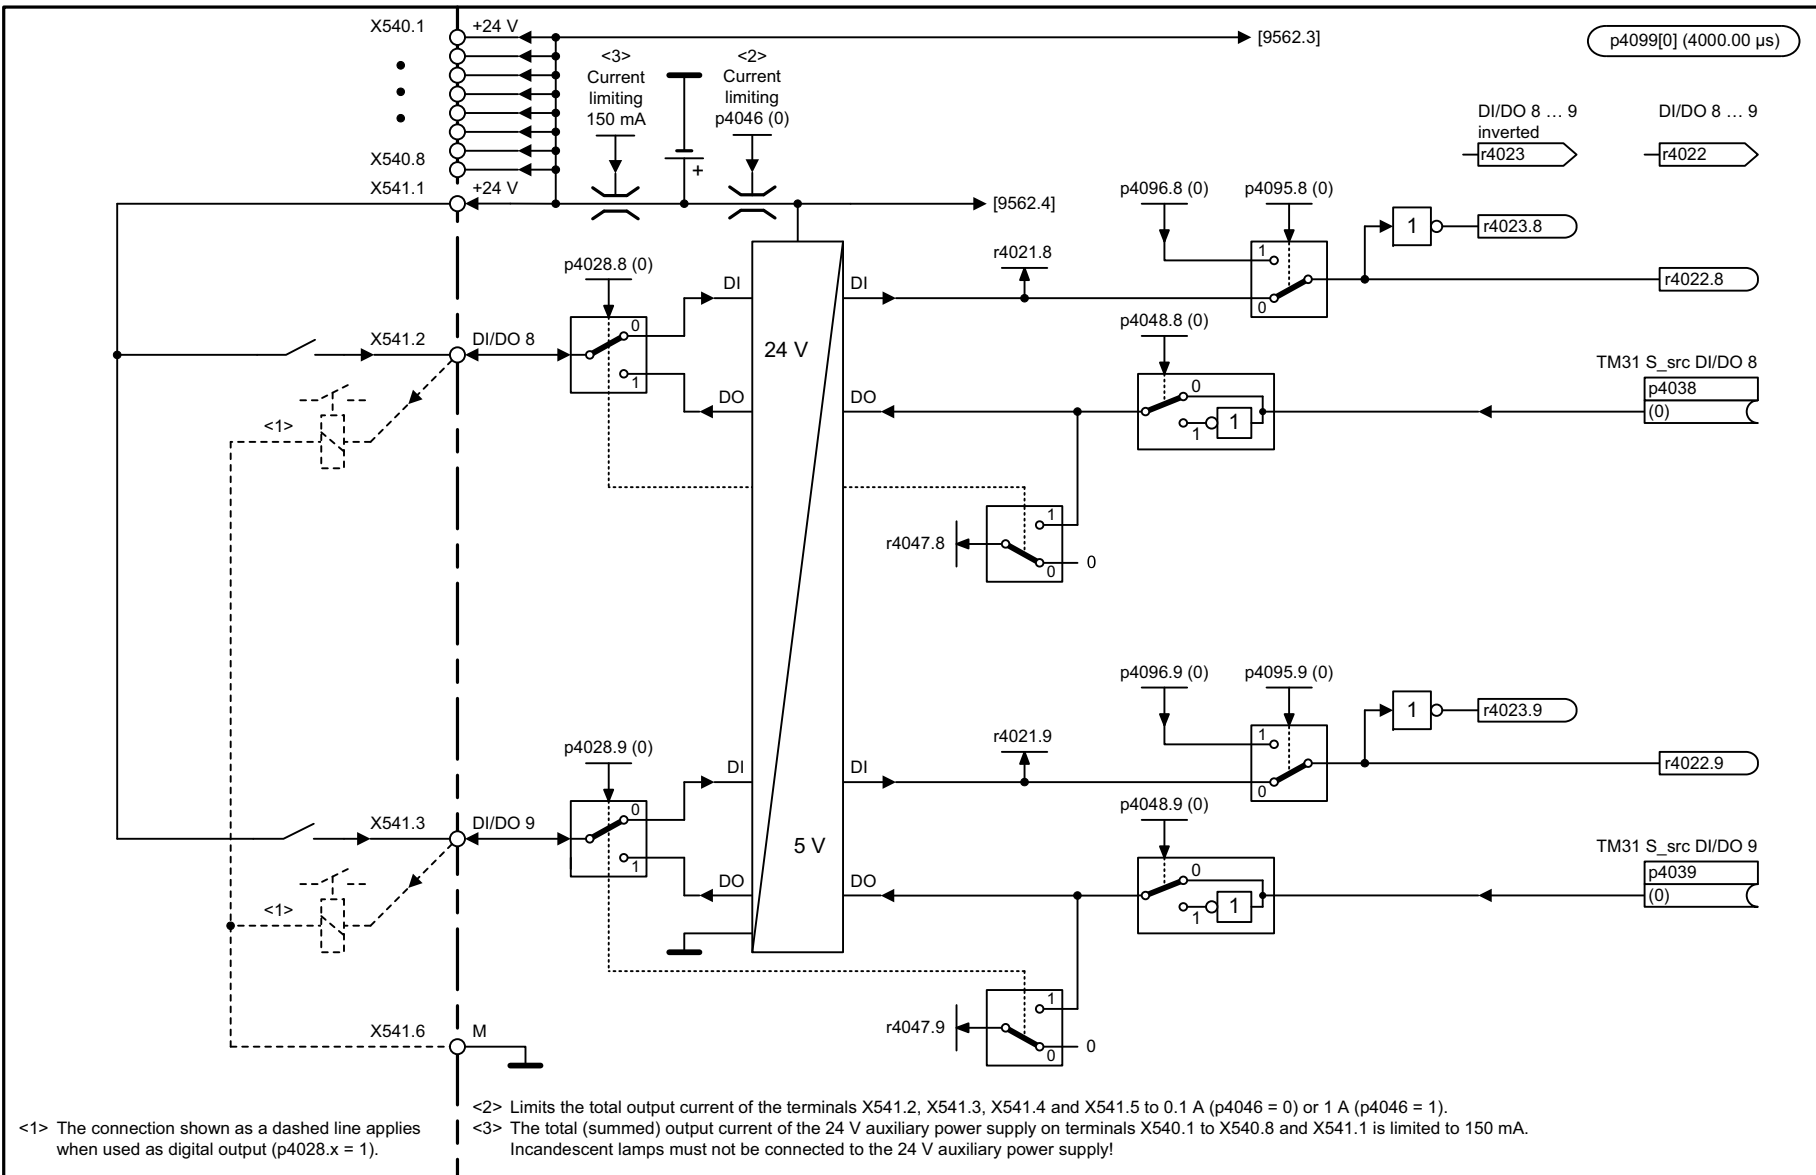 X540.1
+24 V
[9562.3]
p4099[0] (4000.00 µs)
<3>
Current
limiting
150 mA
<2>
Current
limiting
p4046 (0)
DI/DO 8 … 9
inverted
r4023
DI/DO 8 … 9
r4022
X540.8
X541.1
+24 V
+
[9562.4]
p4096.8 (0)
p4095.8 (0)
1
r4023.8
p4028.8 (0)
DI
DI
r4021.8
1
0
r4022.8
X541.2
DI/DO 8
0
1
24 V
p4048.8 (0)
TM31 S_src DI/DO 8
p4038
(0)
DO
DO
0
1
1
<1>
r4047.8
1
0
0
p4096.9 (0)
p4095.9 (0)
1
r4023.9
p4028.9 (0)
DI
DI
r4021.9
1
0
r4022.9
X541.3
DI/DO 9
0
1
5 V
p4048.9 (0)
TM31 S_src DI/DO 9
p4039
(0)
DO
DO
0
1
1
<1>
r4047.9
1
0
0
X541.6
M
<1> The connection shown as a dashed line applies
when used as digital output (p4028.x = 1).
<2> Limits the total output current of the terminals X541.2, X541.3, X541.4 and X541.5 to 0.1 A (p4046 = 0) or 1 A (p4046 = 1).
<3> The total (summed) output current of the 24 V auxiliary power supply on terminals X540.1 to X540.8 and X541.1 is limited to 150 mA.
Incandescent lamps must not be connected to the 24 V auxiliary power supply!